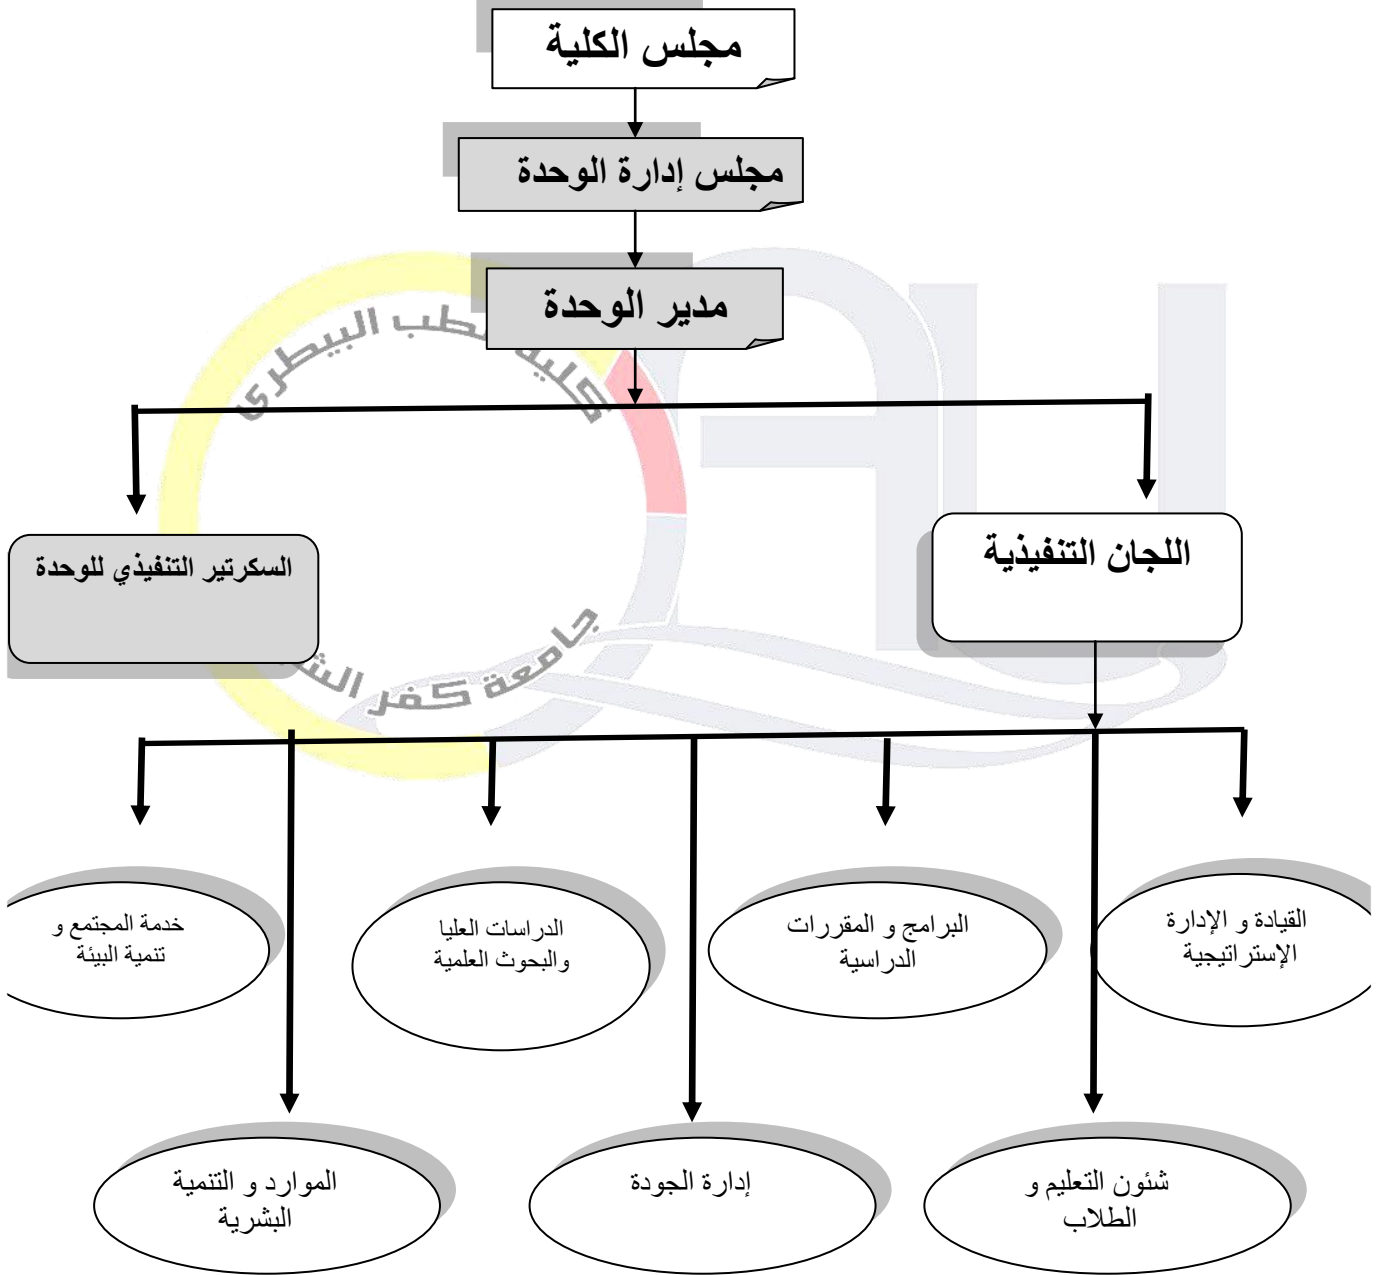 مجلس الكلية
مجلس إدارة الوحدة
مدير الوحدة
كلية الطب البيطرى
اللجان التنفيذية
السكرتير التنفيذي للوحدة
جامعة كفر
القيادة و الإدارة
الإستراتيجية
البرامج و المقررات
الدراسية
الدراسات العليا
والبحوث العلمية
خدمة المجتمع و
تنمية البيئة
شئون التعليم و
الطلاب
إدارة الجودة
الموارد و التنمية
البشرية